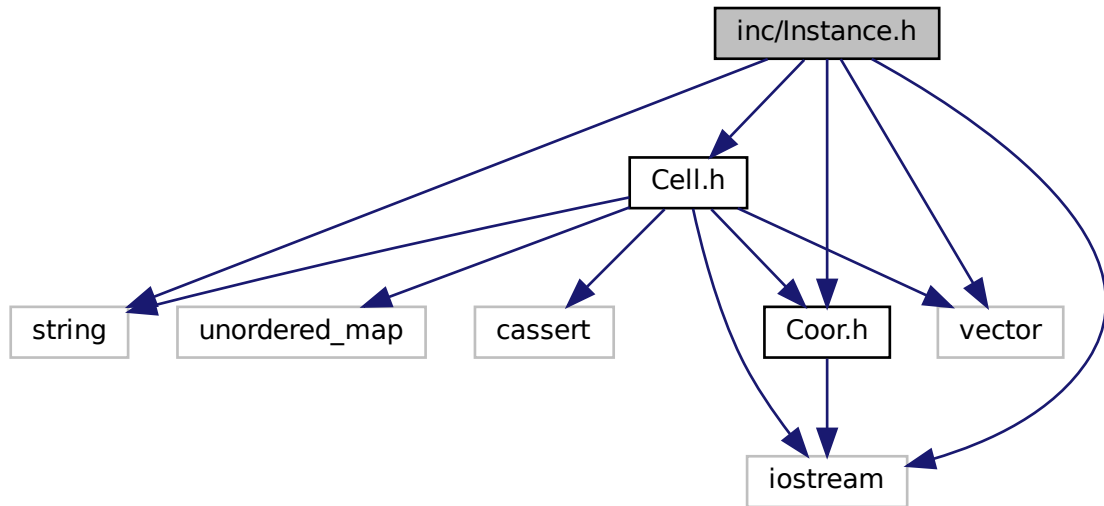 inc/Instance.h
Cell.h
string
unordered_map
cassert
Coor.h
vector
iostream